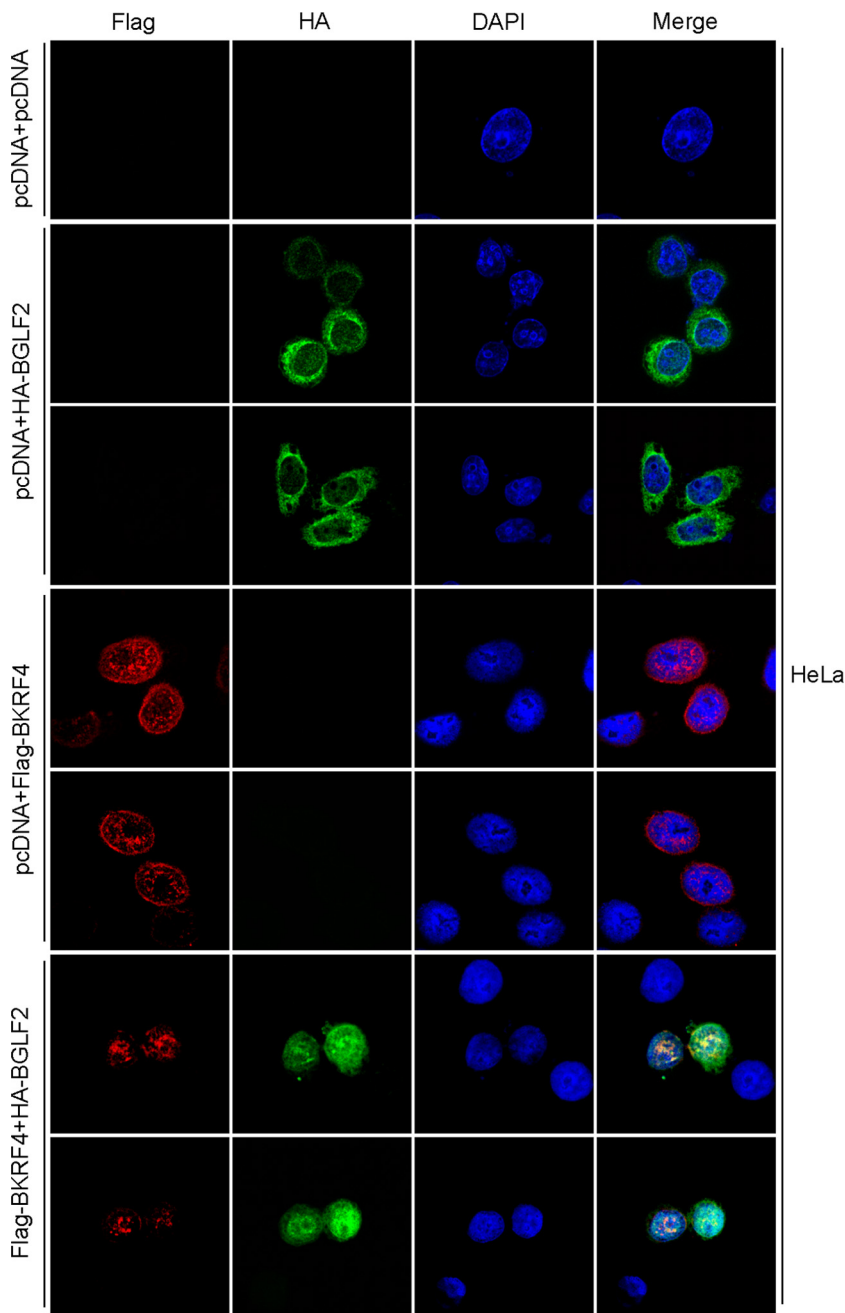 Flag HA DAPI Merge
pcDNA+pcDNA
pcDNA+HA-BGLF2
pcDNA+Flag-BKRF4
Flag-BKRF4+HA-BGLF2
HeLa